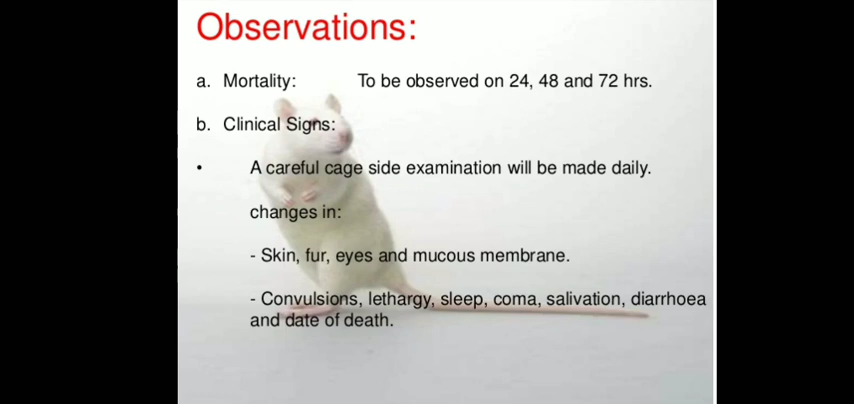 Observations:
a. Mortality: To be observed on 24, 48 and 72 hrs.
b. Clinical Signs:
• A careful cage side examination will be made daily.
changes in:
- Skin, fur, eyes and mucous membrane.
- Convulsions, lethargy, sleep, coma, salivation, diarrhoea
and date of death.